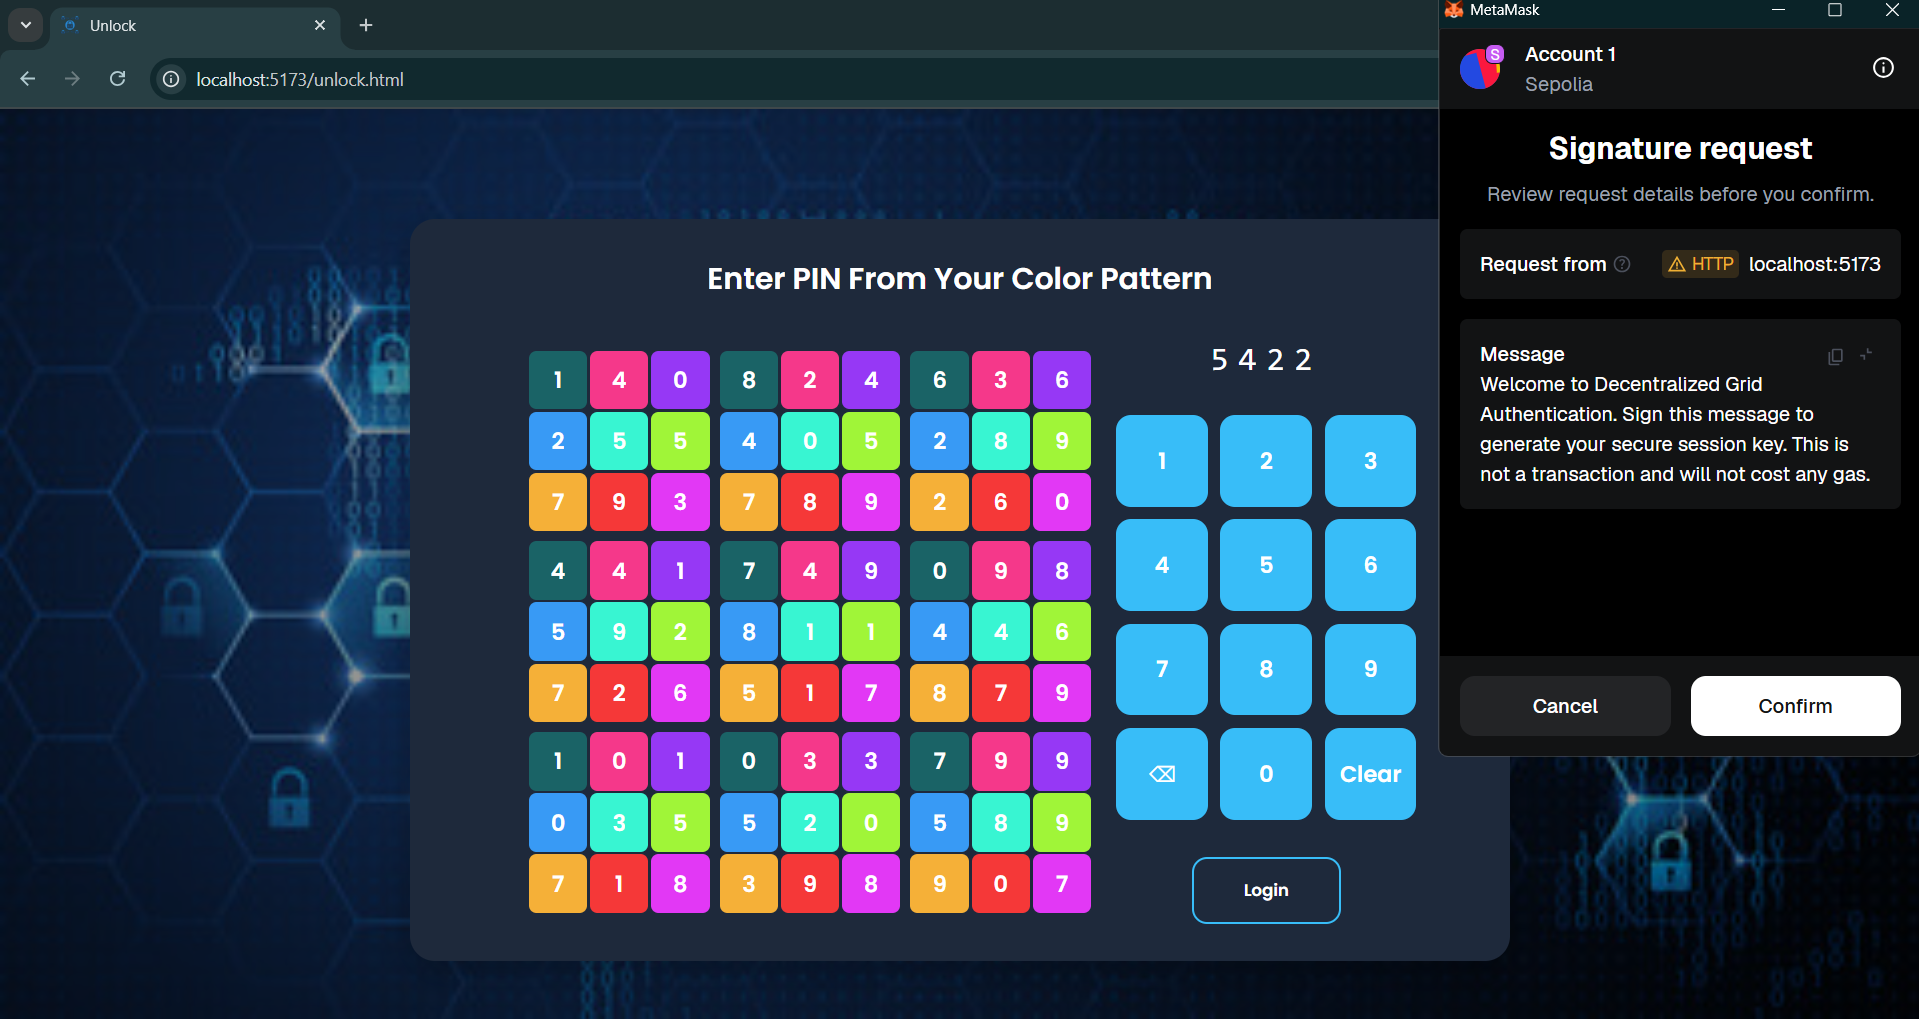 Unlock
localhost:5173/unlock.html
Enter PIN From Your Color Pattern
1 4 0 8 2 4 6 3 6
2 5 5 4 0 5 2 8 9
7 9 3 7 8 9 2 6 0
4 4 1 7 4 9 0 9 8
5 9 2 8 1 1 4 4 6
7 2 6 5 1 7 8 7 9
1 0 1 0 3 3 7 9 9
0 3 5 5 2 0 5 8 9
7 1 8 3 9 8 9 0 7
5 4 2 2
1 2 3
4 5 6
7 8 9
0 Clear
Login
MetaMask
S
Account 1
Sepolia
Signature request
Review request details before you confirm.
Request from HTTP localhost:5173
Message
Welcome to Decentralized Grid
Authentication. Sign this message to
generate your secure session key. This is
not a transaction and will not cost any gas.
Cancel Confirm